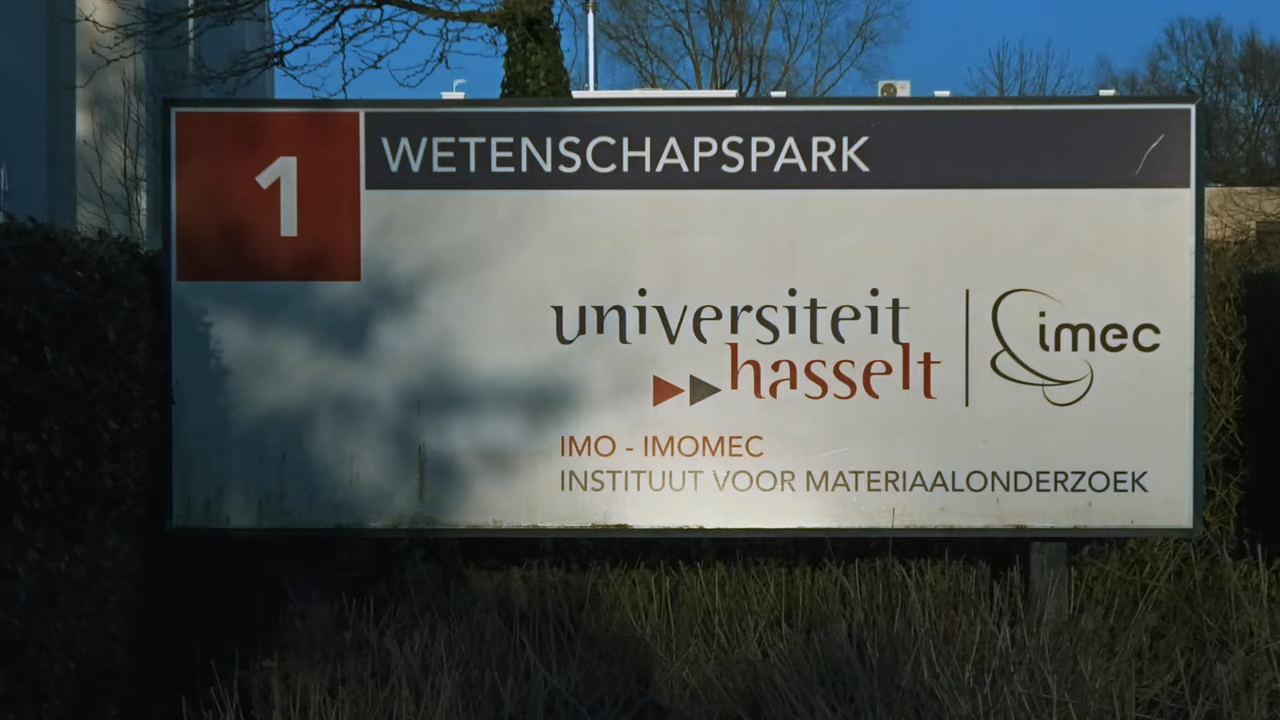 1
WETENSCHAPSPARK
universiteit
hasselt
imec
IMO - IMOMEC
INSTITUUT VOOR MATERIAALONDERZOEK